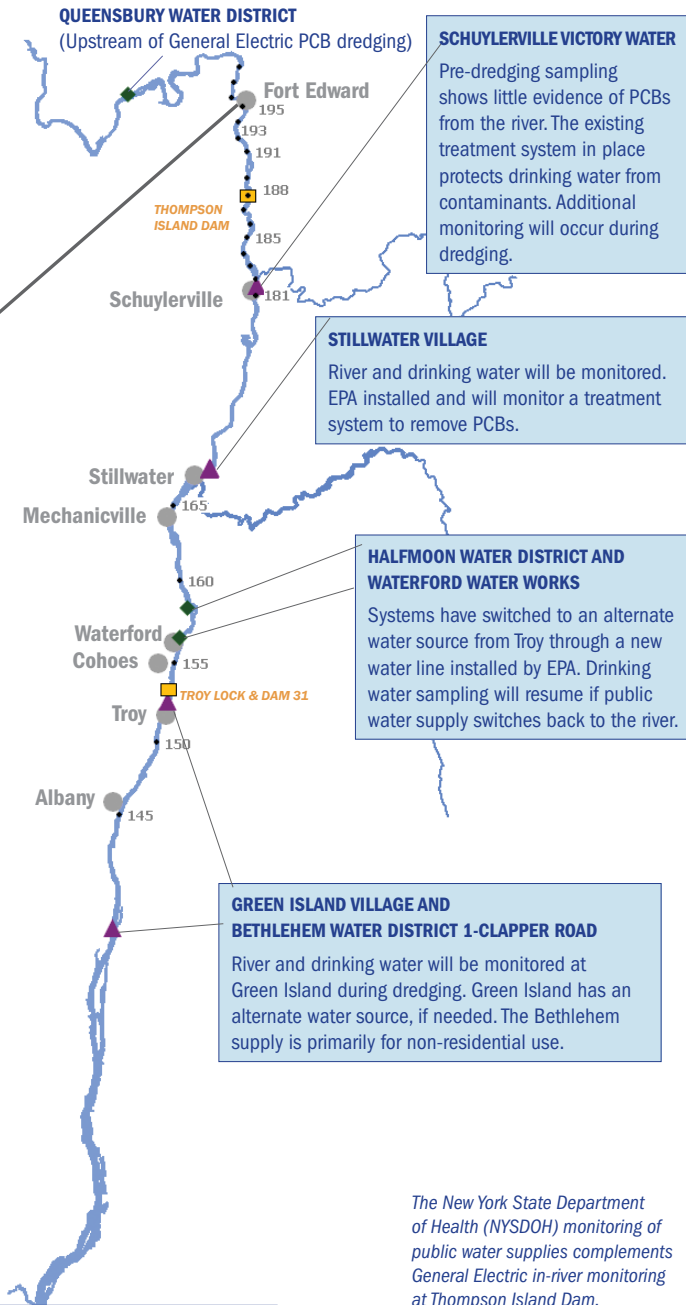 QUEENSBURY WATER DISTRICT
(Upstream of General Electric PCB dredging)
SCHUYLERVILLE VICTORY WATER
Pre-dredging sampling
shows little evidence of PCBs
from the river. The existing
treatment system in place
protects drinking water from
contaminants. Additional
monitoring will occur during
dredging.
Fort Edward
195
193
191
188
THOMPSON
ISLAND DAM
185
Schuylerville
181
STILLWATER VILLAGE
River and drinking water will be monitored.
EPA installed and will monitor a treatment
system to remove PCBs.
Stillwater
165
Mechanicville
HALFMOON WATER DISTRICT AND
WATERFORD WATER WORKS
Systems have switched to an alternate
water source from Troy through a new
water line installed by EPA. Drinking
water sampling will resume if public
water supply switches back to the river.
160
Waterford
Cohoes
155
TROY LOCK & DAM 31
Troy
150
Albany
145
GREEN ISLAND VILLAGE AND
BETHLEHEM WATER DISTRICT 1-CLAPPER ROAD
River and drinking water will be monitored at
Green Island during dredging. Green Island has an
alternate water source, if needed. The Bethlehem
supply is primarily for non-residential use.
The New York State Department
of Health (NYSDOH) monitoring of
public water supplies complements
General Electric in-river monitoring
at Thompson Island Dam.